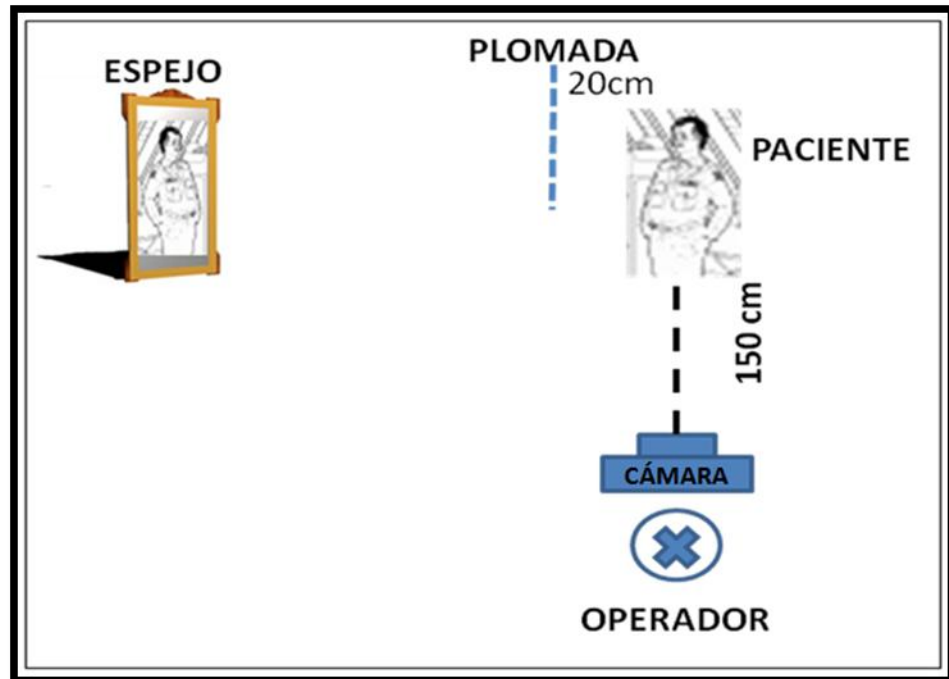 PLOMADA
ESPEJO
20cm
PACIENTE
150 cm
CÁMARA
OPERADOR